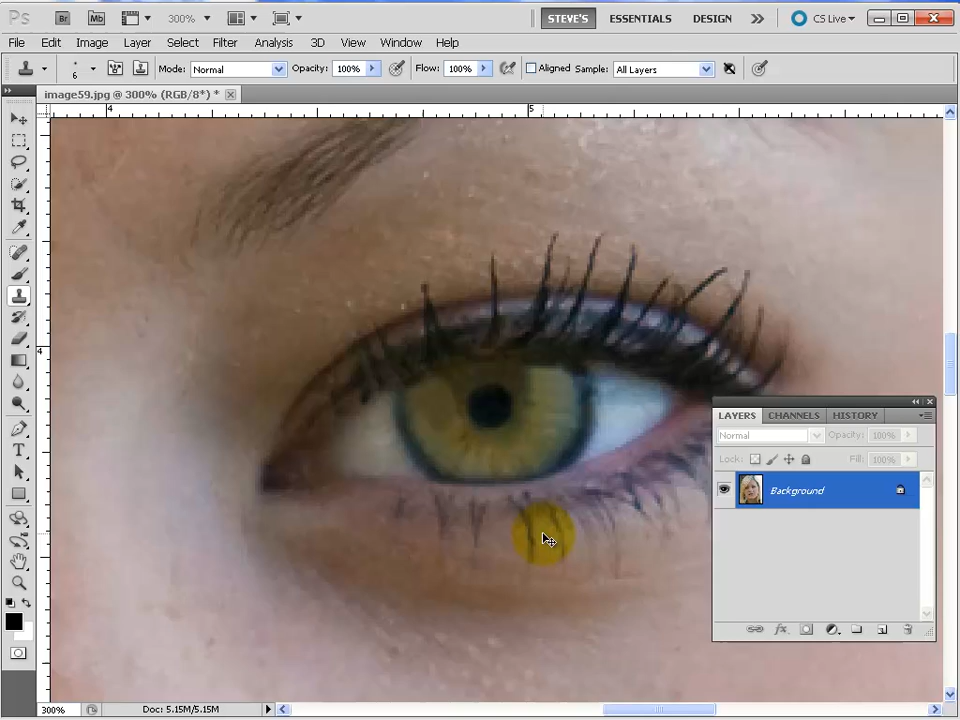 Ps Br Mb 300% STEVE'S ESSENTIALS DESIGN CS Live
File Edit Image Layer Select Filter Analysis 3D View Window Help
6 Mode: Normal Opacity: 100% Flow: 100% Aligned Sample: All Layers
image59.jpg @ 300% (RGB/8*) *
4 5
4
LAYERS CHANNELS HISTORY
Normal Opacity: 100%
Lock: Fill: 100%
Background
T
fx
300% Doc: 5.15M/5.15M